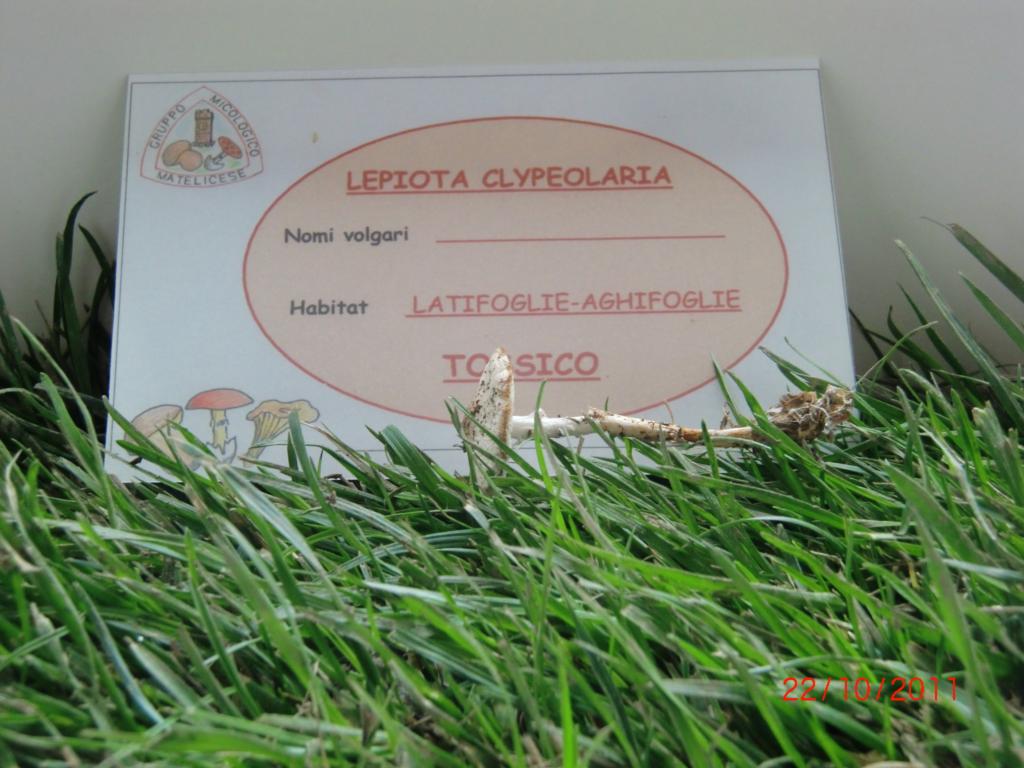 GRUPPO MICOLOGICO
MATELICESE
LEPIOTA CLYPEOLARIA
Nomi volgari
Habitat LATIFOGLIE-AGHIFOGLIE
TOSSICO
22/10/2011